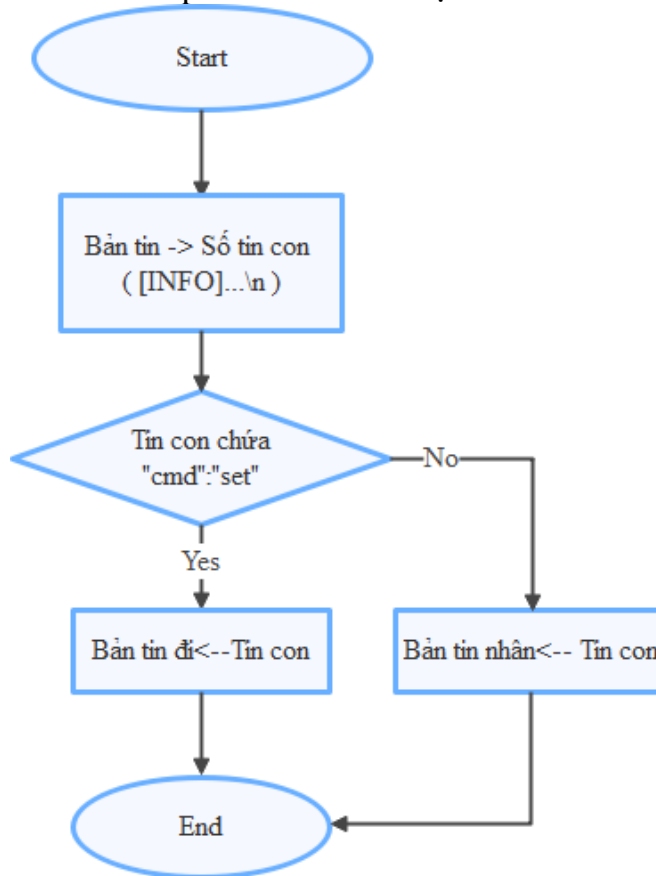 Start
Bản tin -> Số tin con
( [INFO]...\n )
Tin con chứa
"cmd":"set"
No
Yes
Bản tin đi<--Tin con
Bản tin nhân<-- Tin con
End